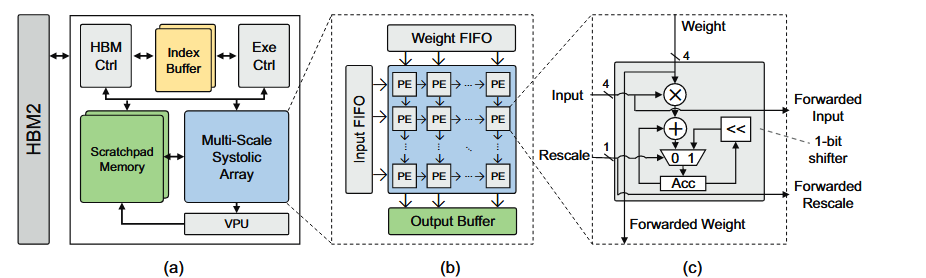 HBM2
HBM
Ctrl
Index
Buffer
Exe
Ctrl
Scratchpad
Memory
Multi-Scale
Systolic
Array
VPU
(a)
Weight FIFO
Input FIFO
PE PE ... PE
PE PE ... PE
PE PE ... PE
Output Buffer
(b)
Weight
4
4
Input
Forwarded
Input
<<
1-bit
shifter
Rescale
1
0 1
Acc
Forwarded
Rescale
Forwarded Weight
(c)